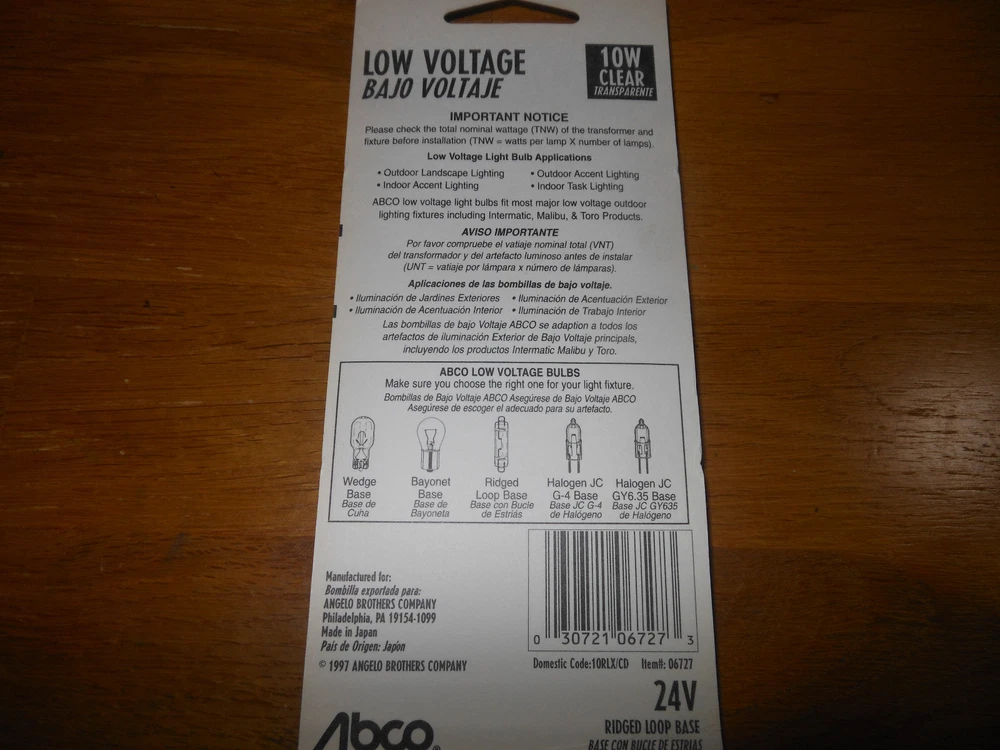 LOW VOLTAGE
BAJO VOLTAJE
10W
CLEAR
TRANSPARENTE
IMPORTANT NOTICE
Please check the total nominal wattage (TNW) of the transformer and
fixture before installation (TNW = watts per lamp X number of lamps).
Low Voltage Light Bulb Applications
• Outdoor Landscape Lighting • Outdoor Accent Lighting
• Indoor Accent Lighting • Indoor Task Lighting
ABCO low voltage light bulbs fit most major low voltage outdoor
lighting fixtures including Intermatic, Malibu, & Toro Products.
AVISO IMPORTANTE
Por favor compruebe el vatiaje nominal total (VNT)
del transformador y del artefacto luminoso antes de instalar
(UNT = vatiaje por lámpara x número de lámparas).
Aplicaciones de las bombillas de bajo voltaje.
• Iluminación de Jardines Exteriores • Iluminación de Acentuación Exterior
• Iluminación de Acentuación Interior • Iluminación de Trabajo Interior
Las bombillas de bajo Voltaje ABCO se adaption a todos los
artefactos de iluminación Exterior de Bajo Voltaje principals,
incluyendo los productos Intermatic Malibu y Toro.
ABCO LOW VOLTAGE BULBS
Make sure you choose the right one for your light fixture.
Bombillas de Bajo Voltaje ABCO Asegúrese de Bajo Voltaje ABCO
Asegúrese de escoger el adecuado para su artefacto.
Wedge
Base
Base de
Cuña
Bayonet
Base
Base de
Bayoneta
Ridged
Loop Base
Base con Bucle
de Estriás
Halogen JC
G-4 Base
Base JC G-4
de Halógeno
Halogen JC
GY6.35 Base
Base JC GY635
de Halógeno
Manufactured for:
Bombilla exportada para:
ANGELO BROTHERS COMPANY
Philadelphia, PA 19154-1099
Made in Japan
País de Origen: Japón
© 1997 ANGELO BROTHERS COMPANY
0 30721 06727 3
Domestic Code:10RLX/CD Item#: 06727
24V
RIDGED LOOP BASE
BASE CON BUCLE DE ESTRIAS
Abco®